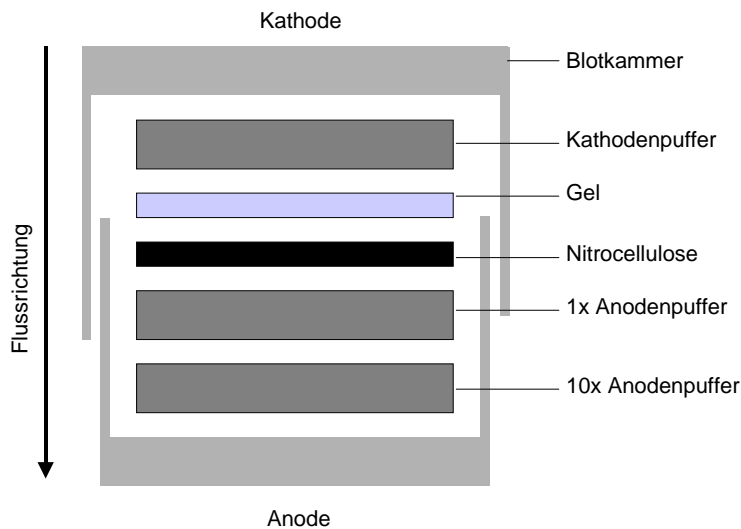 Kathode
Blotkammer
Kathodenpuffer
Gel
Nitrocellulose
1x Anodenpuffer
10x Anodenpuffer
Flussrichtung
Anode